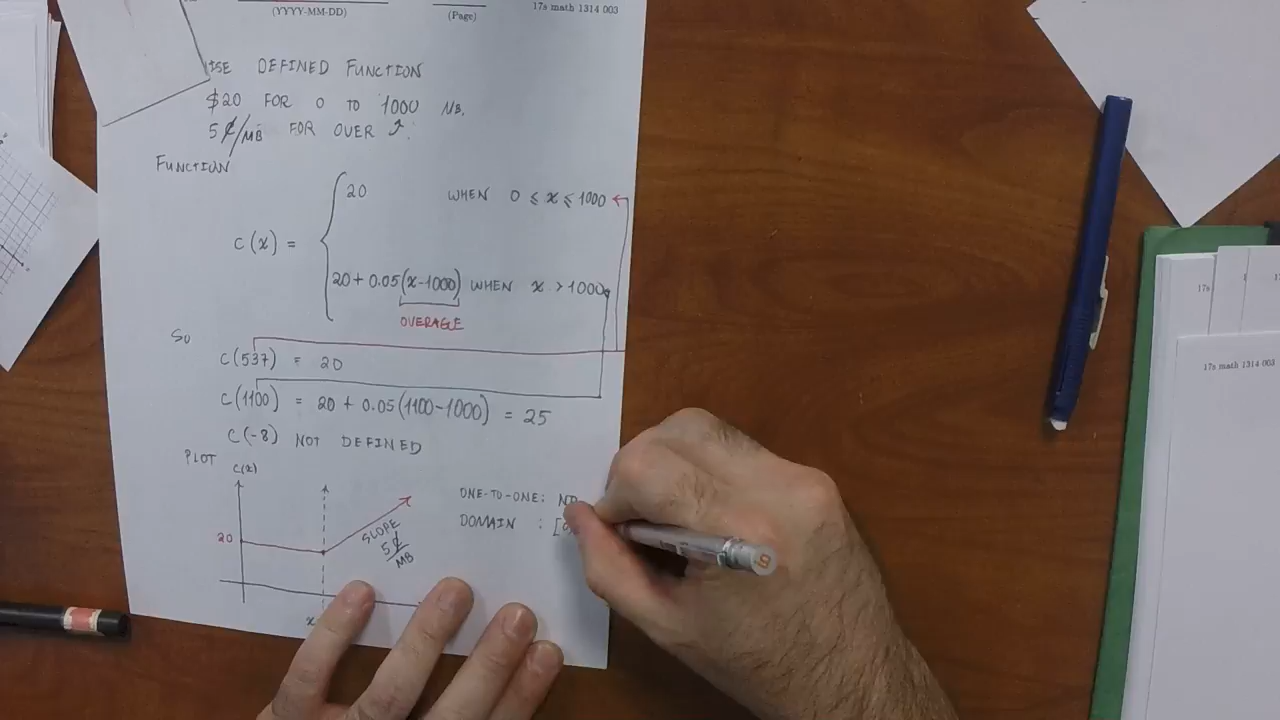 (YYYY-MM-DD) (Page) 17s math 1314 003
DEFINED FUNCTION
$20 FOR 0 TO 1000 MB.
5¢/MB FOR OVER ⤴.
FUNCTION
20 WHEN 0 ≤ x ≤ 1000
C(x) =
20 + 0.05(x-1000) WHEN x > 1000
OVERAGE
SO
C(537) = 20
C(1100) = 20 + 0.05(1100-1000) = 25
C(-8) NOT DEFINED
PLOT
C(x)
20
SLOPE
5¢
/MB
x
ONE-TO-ONE: NO
DOMAIN : [0,
17s
17s math 1314 003